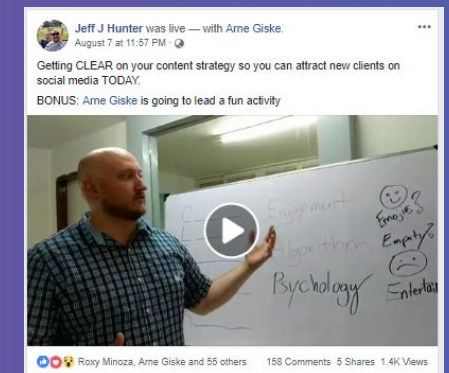 Jeff J Hunter was live — with Arne Giske.
August 7 at 11:57 PM ·
Getting CLEAR on your content strategy so you can attract new clients on
social media TODAY.
BONUS: Arne Giske is going to lead a fun activity
C
Engagement
L
Emojis?
Algorithm
Empathy?
Psychology
Entertain
Roxy Minoza, Arne Giske and 55 others 158 Comments 5 Shares 1.4K Views